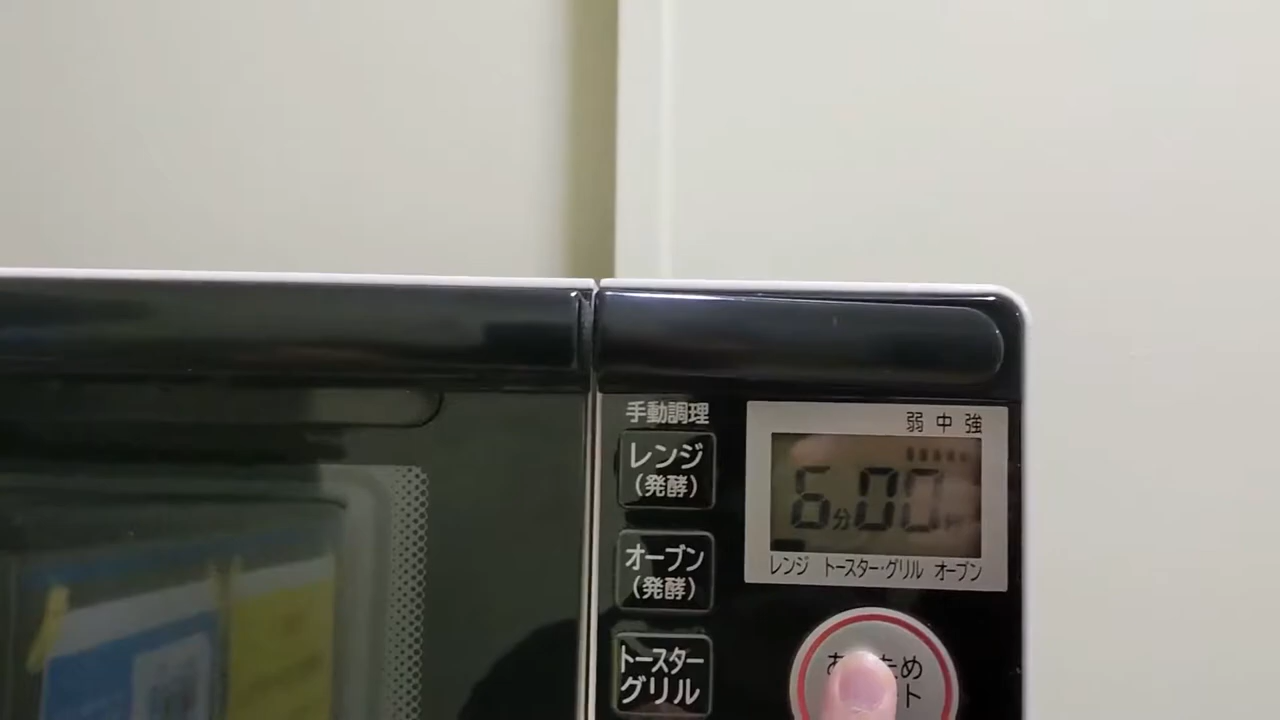 手動調理
弱 中 強
レンジ
(発酵)
6分00
レンジ トースター・グリル オーブン
オーブン
(発酵)
トースター
グリル